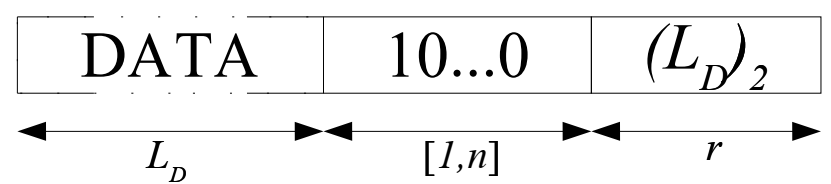 DATA 10...0 (L_D)_2
L_D [1,n] r